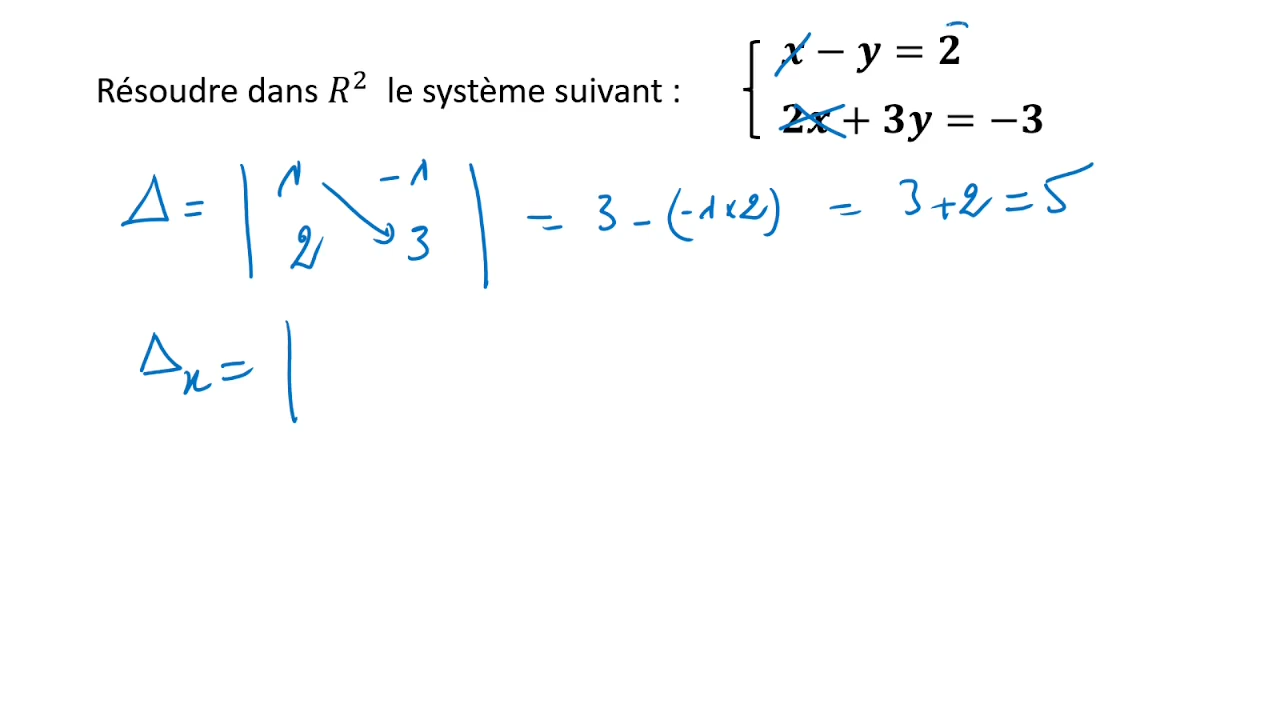 Résoudre dans R² le système suivant :
x − y = 2
2x + 3y = −3
Δ = | 1 -1 | = 3 - (-1 × 2) = 3 + 2 = 5
| 2 3 |
Δx = |